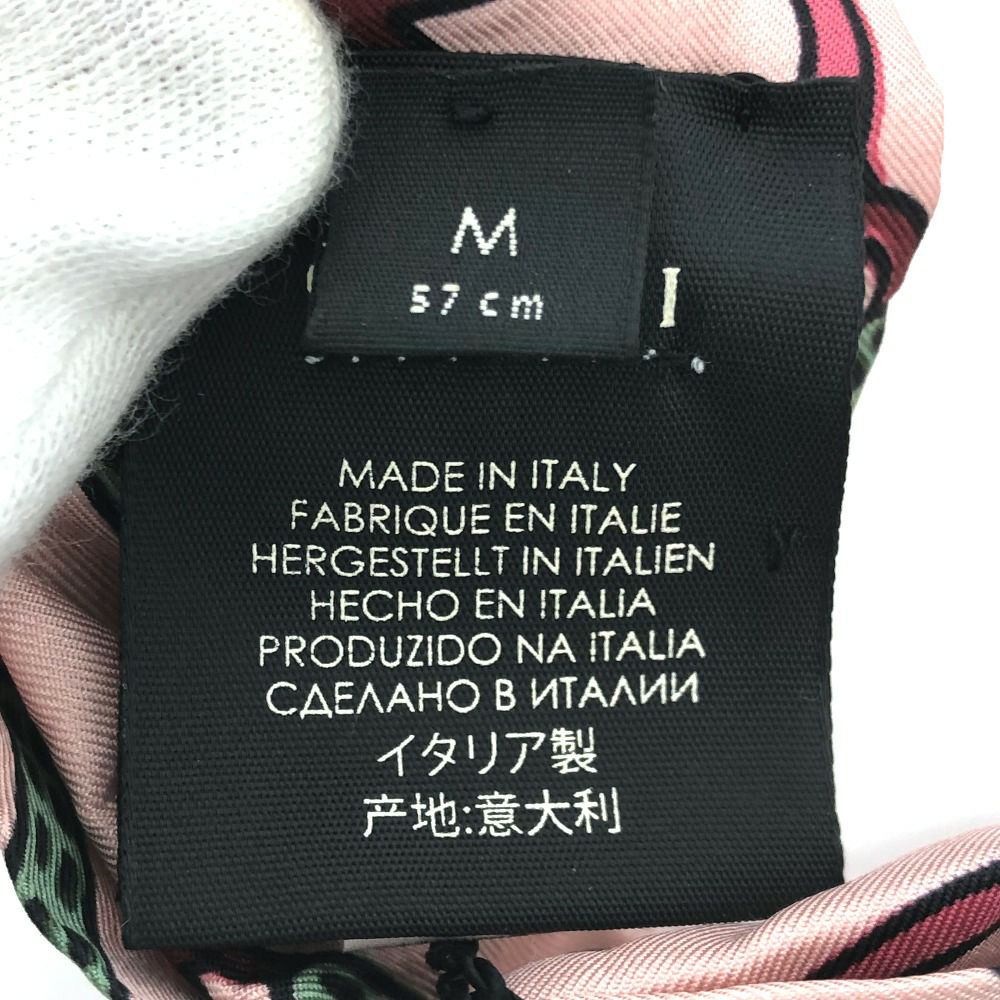 M
57 cm
I
MADE IN ITALY
FABRIQUE EN ITALIE
HERGESTELLT IN ITALIEN
HECHO EN ITALIA
PRODUZIDO NA ITALIA
СДЕЛАНО В ИТАЛИИ
イタリア製
产地:意大利